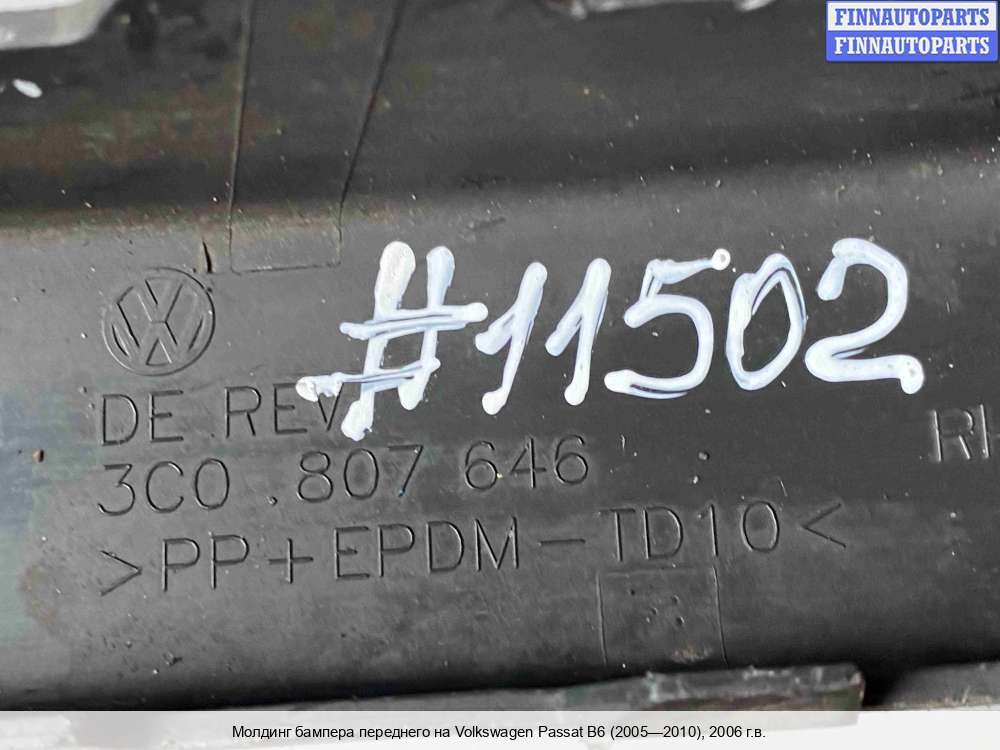 FINNAUTOPARTS
FINNAUTOPARTS
#11502
DE REV
3C0 807 646
>PP+EPDM-TD10<
Молдинг бампера переднего на Volkswagen Passat B6 (2005—2010), 2006 г.в.